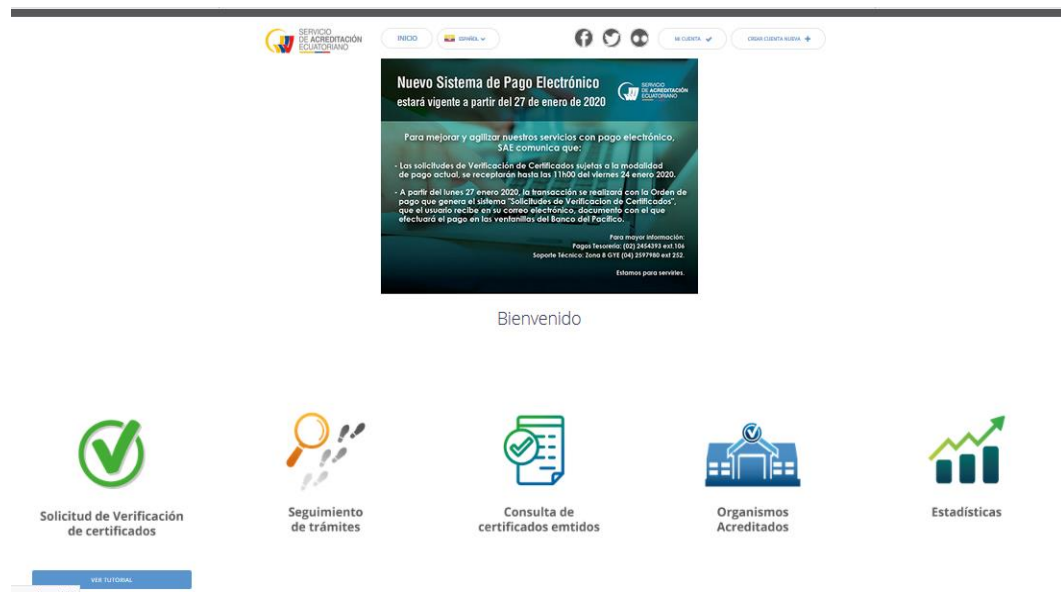 SERVICIO
DE ACREDITACIÓN
ECUATORIANO
INICIO
ESPAÑOL
MI CUENTA
CREAR CUENTA NUEVA
Nuevo Sistema de Pago Electrónico
estará vigente a partir del 27 de enero de 2020
SERVICIO
DE ACREDITACIÓN
ECUATORIANO
Para mejorar y agilizar nuestros servicios con pago electrónico,
SAE comunica que:
- Las solicitudes de Verificación de Certificados sujetas a la modalidad
de pago actual, se receptarán hasta las 11h00 del viernes 24 enero 2020.
- A partir del lunes 27 enero 2020, la transacción se realizará con la Orden de
pago que genera el sistema "Solicitudes de Verificacion de Certificados",
que el usuario recibe en su correo electrónico, documento con el que
efectuará el pago en las ventanillas del Banco del Pacífico.
Para mayor información:
Pagos Tesorería: (02) 2454393 ext.106
Soporte Técnico: Zona 8 GYE (04) 2597980 ext 252.
Estamos para servirles.
Bienvenido
Solicitud de Verificación
de certificados
Seguimiento
de trámites
Consulta de
certificados emtidos
Organismos
Acreditados
Estadísticas
VER TUTORIAL